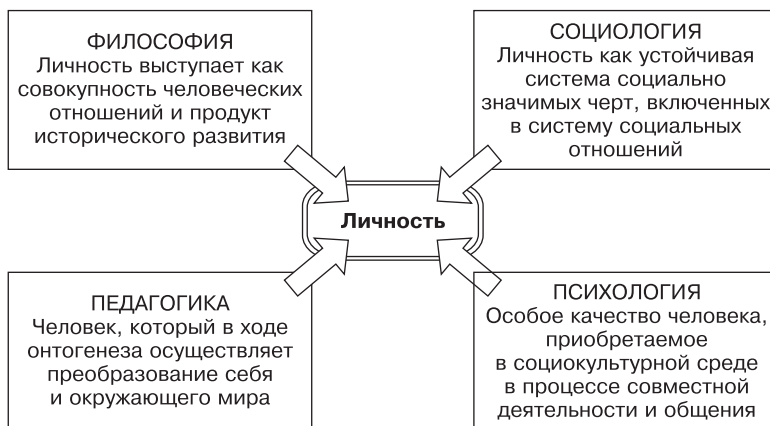 ФИЛОСОФИЯ
Личность выступает как
совокупность человеческих
отношений и продукт
исторического развития
СОЦИОЛОГИЯ
Личность как устойчивая
система социально
значимых черт, включенных
в систему социальных
отношений
Личность
ПЕДАГОГИКА
Человек, который в ходе
онтогенеза осуществляет
преобразование себя
и окружающего мира
ПСИХОЛОГИЯ
Особое качество человека,
приобретаемое
в социокультурной среде
в процессе совместной
деятельности и общения